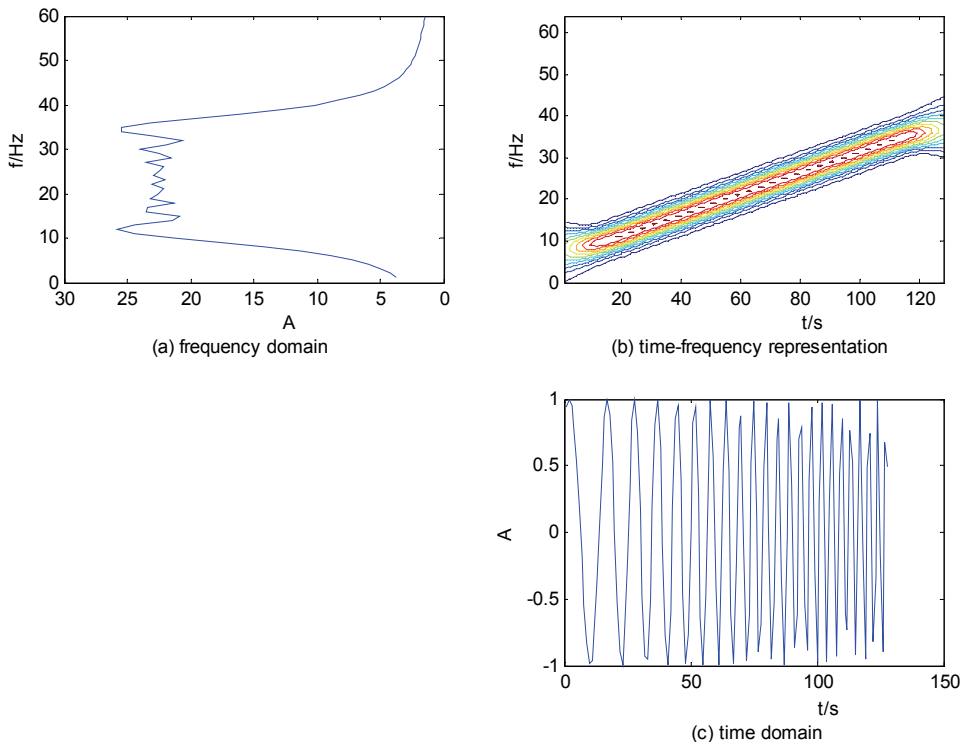 60
50
40
30
20
10
0
f/Hz
30 25 20 15 10 5 0
A
(a) frequency domain
60
50
40
30
20
10
0
f/Hz
20 40 60 80 100 120
t/s
(b) time-frequency representation
1
0.5
0
-0.5
-1
A
0 50 100 150
t/s
(c) time domain